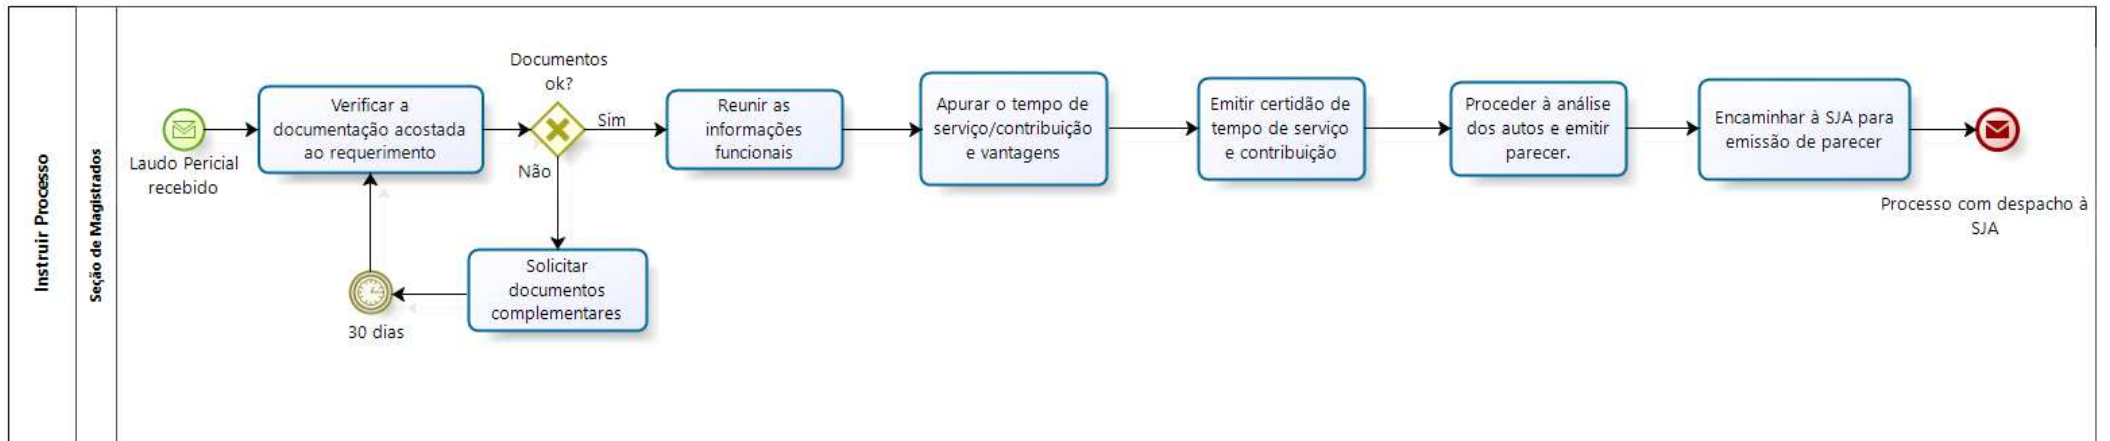 Instruir Processo
Seção de Magistrados
Laudo Pericial
recebido
Verificar a
documentação acostada
ao requerimento
Documentos
ok?
Sim
Não
Solicitar
documentos
complementares
30 dias
Reunir as
informações
funcionais
Apurar o tempo de
serviço/contribuição
e vantagens
Emitir certidão de
tempo de serviço
e contribuição
Proceder à análise
dos autos e emitir
parecer.
Encaminhar à SJA para
emissão de parecer
Processo com despacho à
SJA